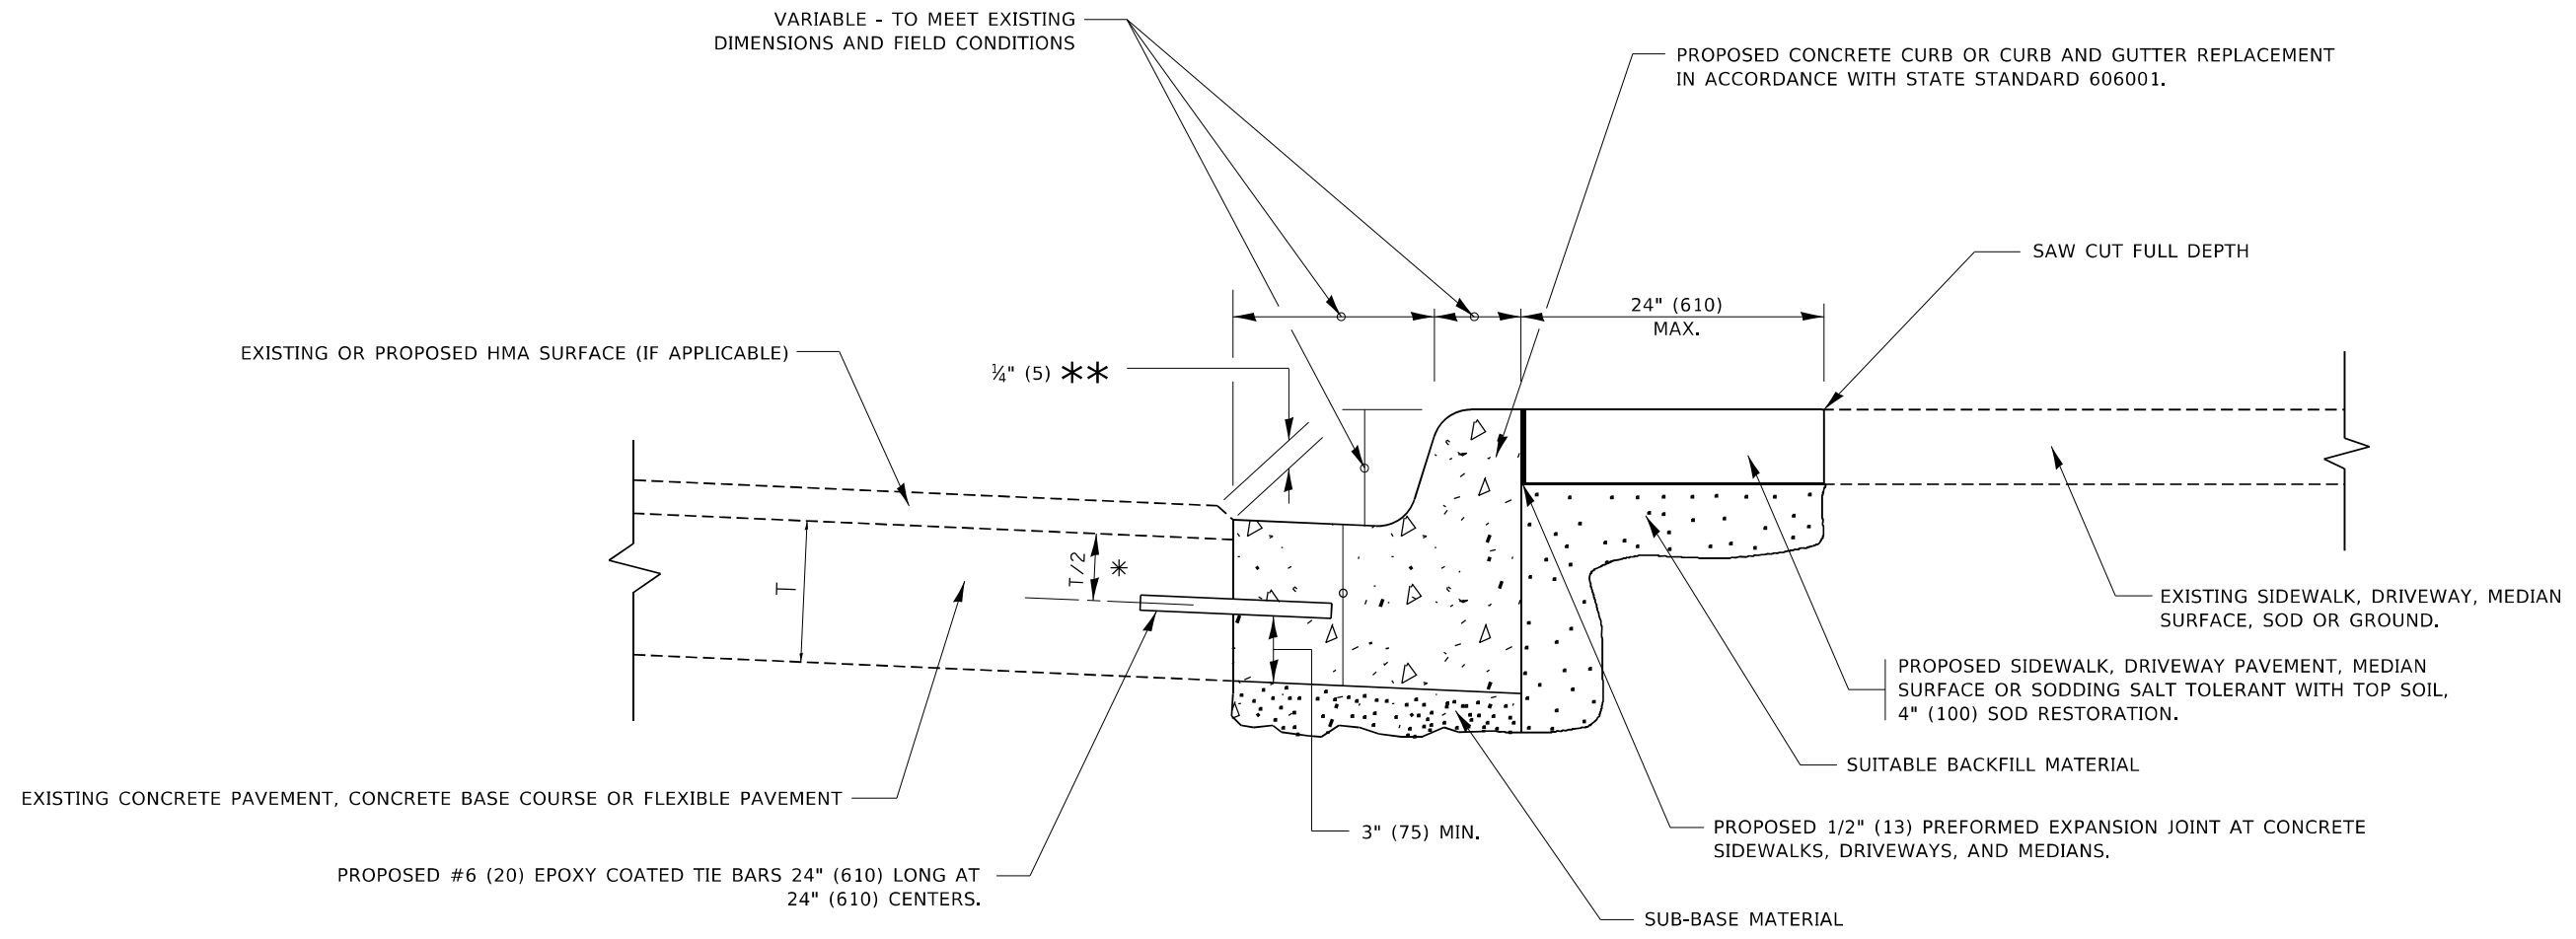 VARIABLE - TO MEET EXISTING
DIMENSIONS AND FIELD CONDITIONS
PROPOSED CONCRETE CURB OR CURB AND GUTTER REPLACEMENT
IN ACCORDANCE WITH STATE STANDARD 606001.
SAW CUT FULL DEPTH
24" (610)
MAX.
EXISTING OR PROPOSED HMA SURFACE (IF APPLICABLE)
¼" (5) **
T
T/2 *
EXISTING SIDEWALK, DRIVEWAY, MEDIAN
SURFACE, SOD OR GROUND.
PROPOSED SIDEWALK, DRIVEWAY PAVEMENT, MEDIAN
SURFACE OR SODDING SALT TOLERANT WITH TOP SOIL,
4" (100) SOD RESTORATION.
SUITABLE BACKFILL MATERIAL
EXISTING CONCRETE PAVEMENT, CONCRETE BASE COURSE OR FLEXIBLE PAVEMENT
3" (75) MIN.
PROPOSED 1/2" (13) PREFORMED EXPANSION JOINT AT CONCRETE
SIDEWALKS, DRIVEWAYS, AND MEDIANS.
PROPOSED #6 (20) EPOXY COATED TIE BARS 24" (610) LONG AT
24" (610) CENTERS.
SUB-BASE MATERIAL